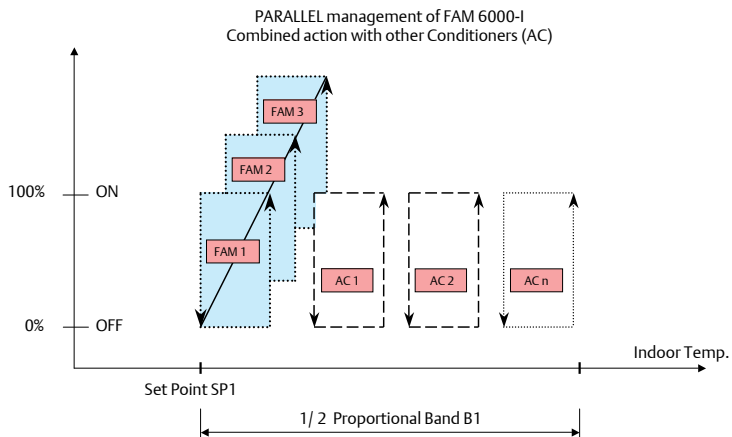 PARALLEL management of FAM 6000-I
Combined action with other Conditioners (AC)
FAM 3
FAM 2
100%
ON
FAM 1
AC 1
AC 2
AC n
0%
OFF
Indoor Temp.
Set Point SP1
1/ 2 Proportional Band B1